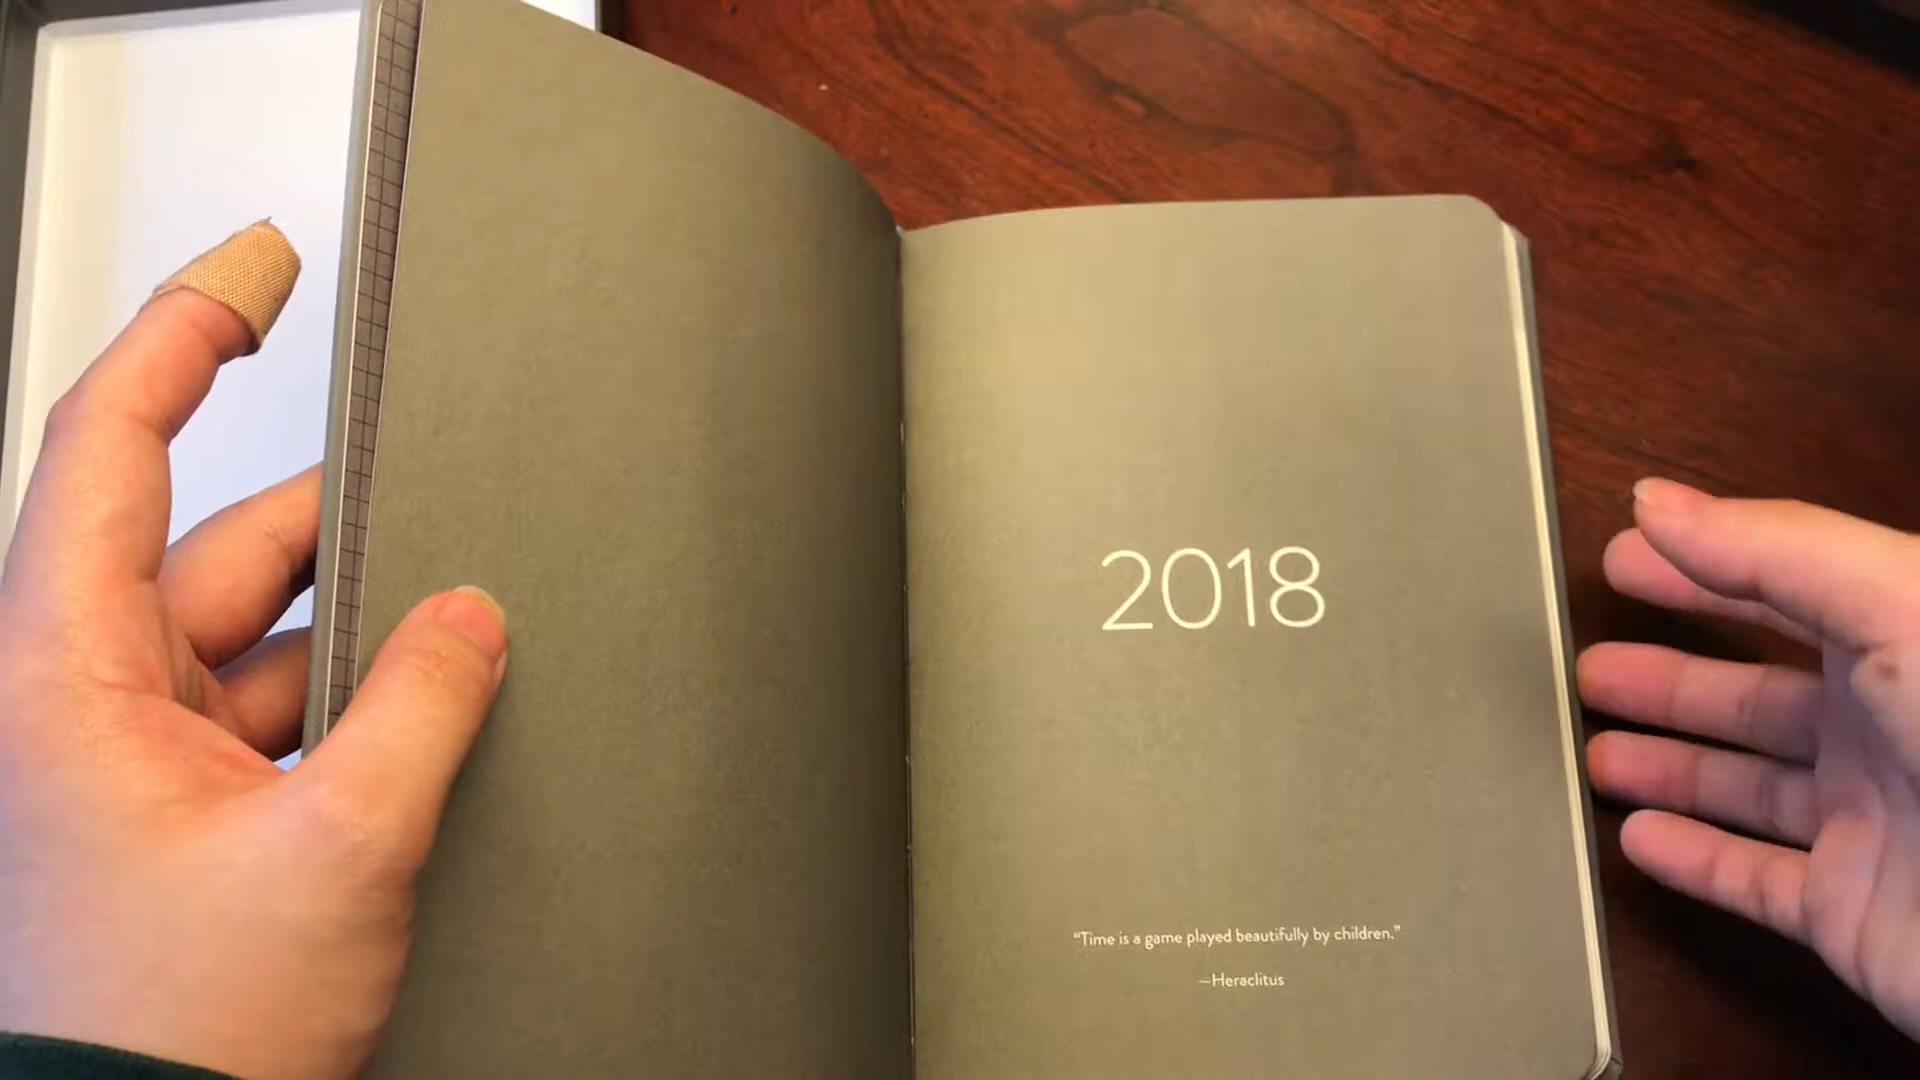 2018
“Time is a game played beautifully by children.”
—Heraclitus